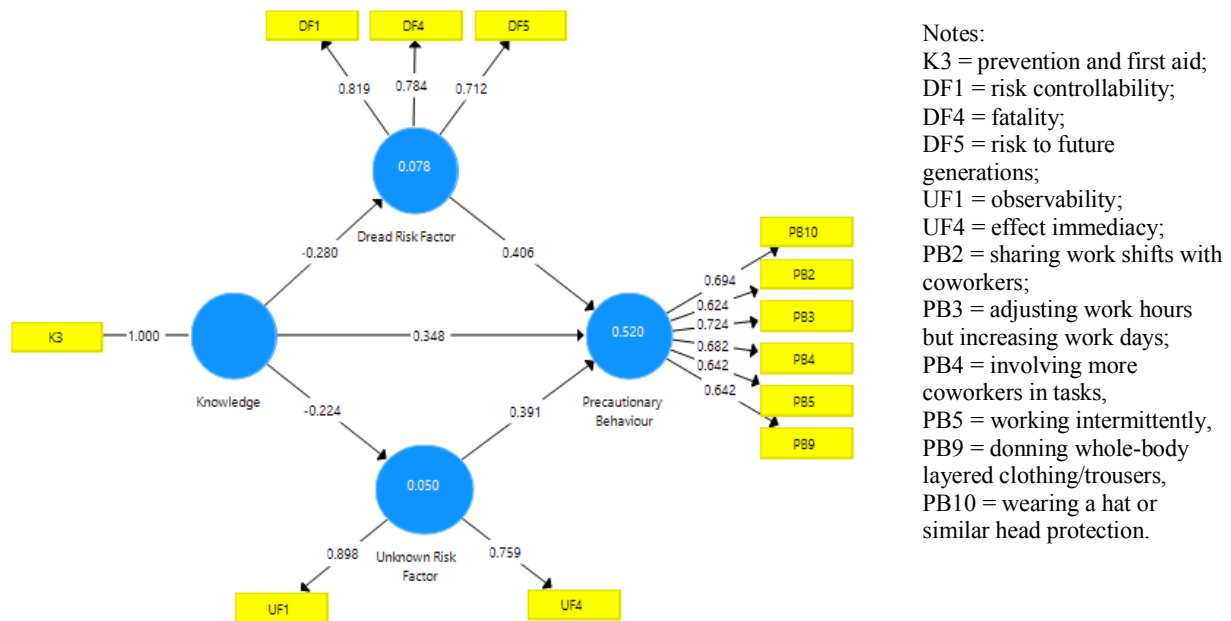 DF1
DF4
DF5
0.819
0.784
0.712
0.078
Dread Risk Factor
-0.280
0.406
K3
1.000
Knowledge
0.348
0.520
Precautionary
Behaviour
0.694
0.624
0.724
0.682
0.642
0.642
PB10
PB2
PB3
PB4
PB5
PB9
-0.224
0.391
0.050
Unknown Risk
Factor
0.898
0.759
UF1
UF4
Notes:
K3 = prevention and first aid;
DF1 = risk controllability;
DF4 = fatality;
DF5 = risk to future
generations;
UF1 = observability;
UF4 = effect immediacy;
PB2 = sharing work shifts with
coworkers;
PB3 = adjusting work hours
but increasing work days;
PB4 = involving more
coworkers in tasks,
PB5 = working intermittently,
PB9 = donning whole-body
layered clothing/trousers,
PB10 = wearing a hat or
similar head protection.